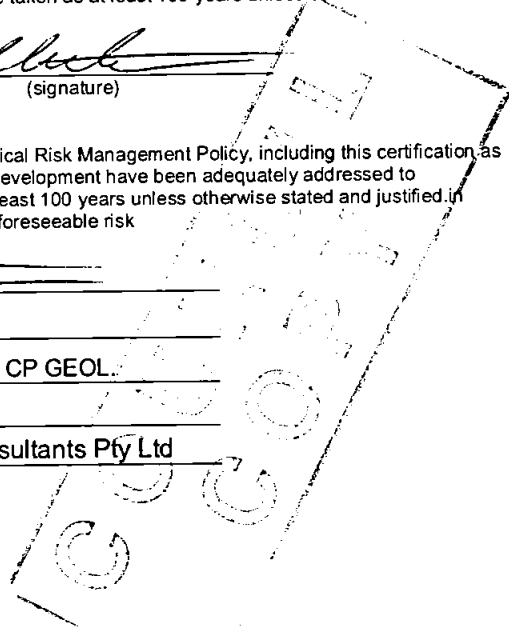 taken as at least 100 years unless
(signature)
ical Risk Management Policy, including this certification as
evelopment have been adequately addressed to
east 100 years unless otherwise stated and justified.in
foreseeable risk
CP GEOL.
sultants Pty Ltd